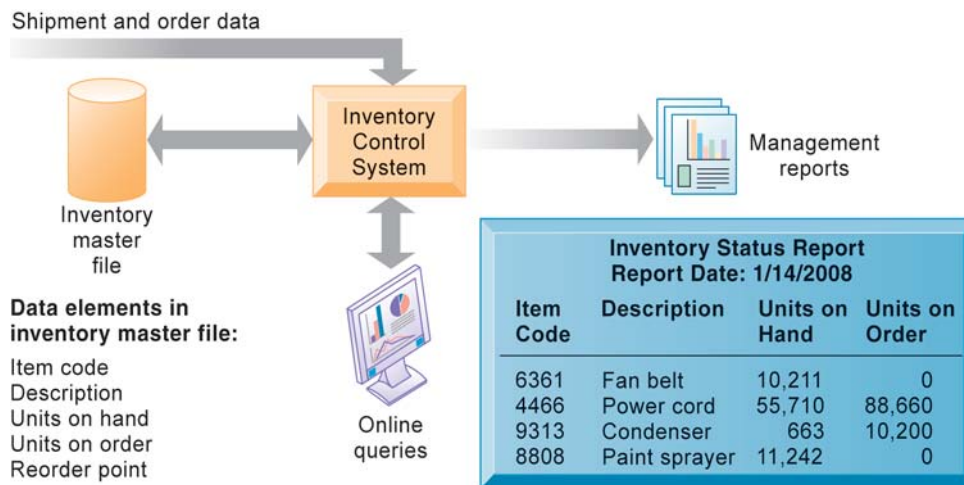 Shipment and order data
Inventory
Control
System
Management
reports
Inventory
master
file
Online
queries
Data elements in
inventory master file:
Item code
Description
Units on hand
Units on order
Reorder point
Inventory Status Report
Report Date: 1/14/2008
Item Code Description Units on Hand Units on Order
6361 Fan belt 10,211 0
4466 Power cord 55,710 88,660
9313 Condenser 663 10,200
8808 Paint sprayer 11,242 0